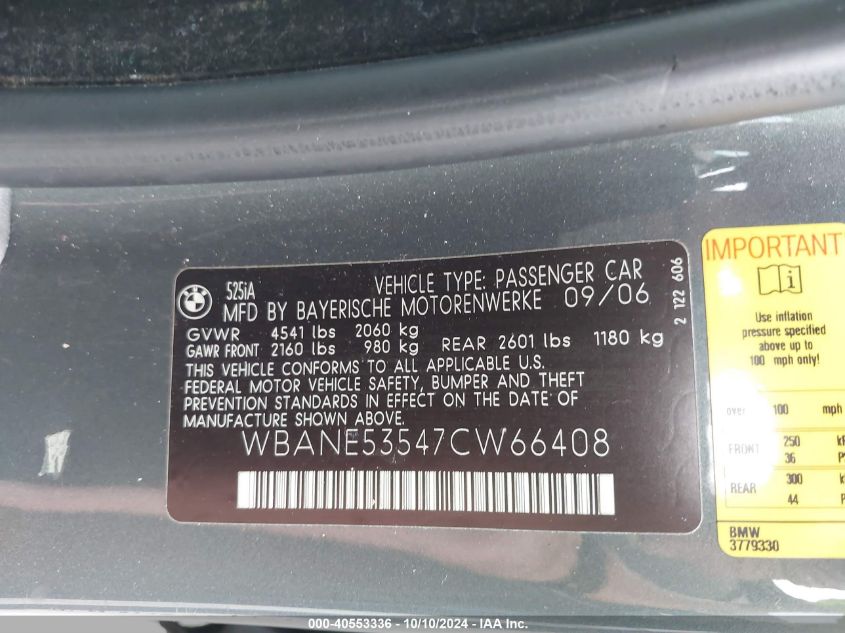 BMW
525iA
VEHICLE TYPE: PASSENGER CAR
MFD BY BAYERISCHE MOTORENWERKE 09/06
GVWR 4541 lbs 2060 kg
GAWR FRONT 2160 lbs 980 kg REAR 2601 lbs 1180 kg
THIS VEHICLE CONFORMS TO ALL APPLICABLE U.S.
FEDERAL MOTOR VEHICLE SAFETY, BUMPER AND THEFT
PREVENTION STANDARDS IN EFFECT ON THE DATE OF
MANUFACTURE SHOWN ABOVE.
WBANE53547CW66408
2 122 606
IMPORTANT
i
Use inflation
pressure specified
above up to
100 mph only!
over 100 mph
FRONT 250
36
REAR 300
44
BMW
3779330
000-40553336 - 10/10/2024 - IAA Inc.